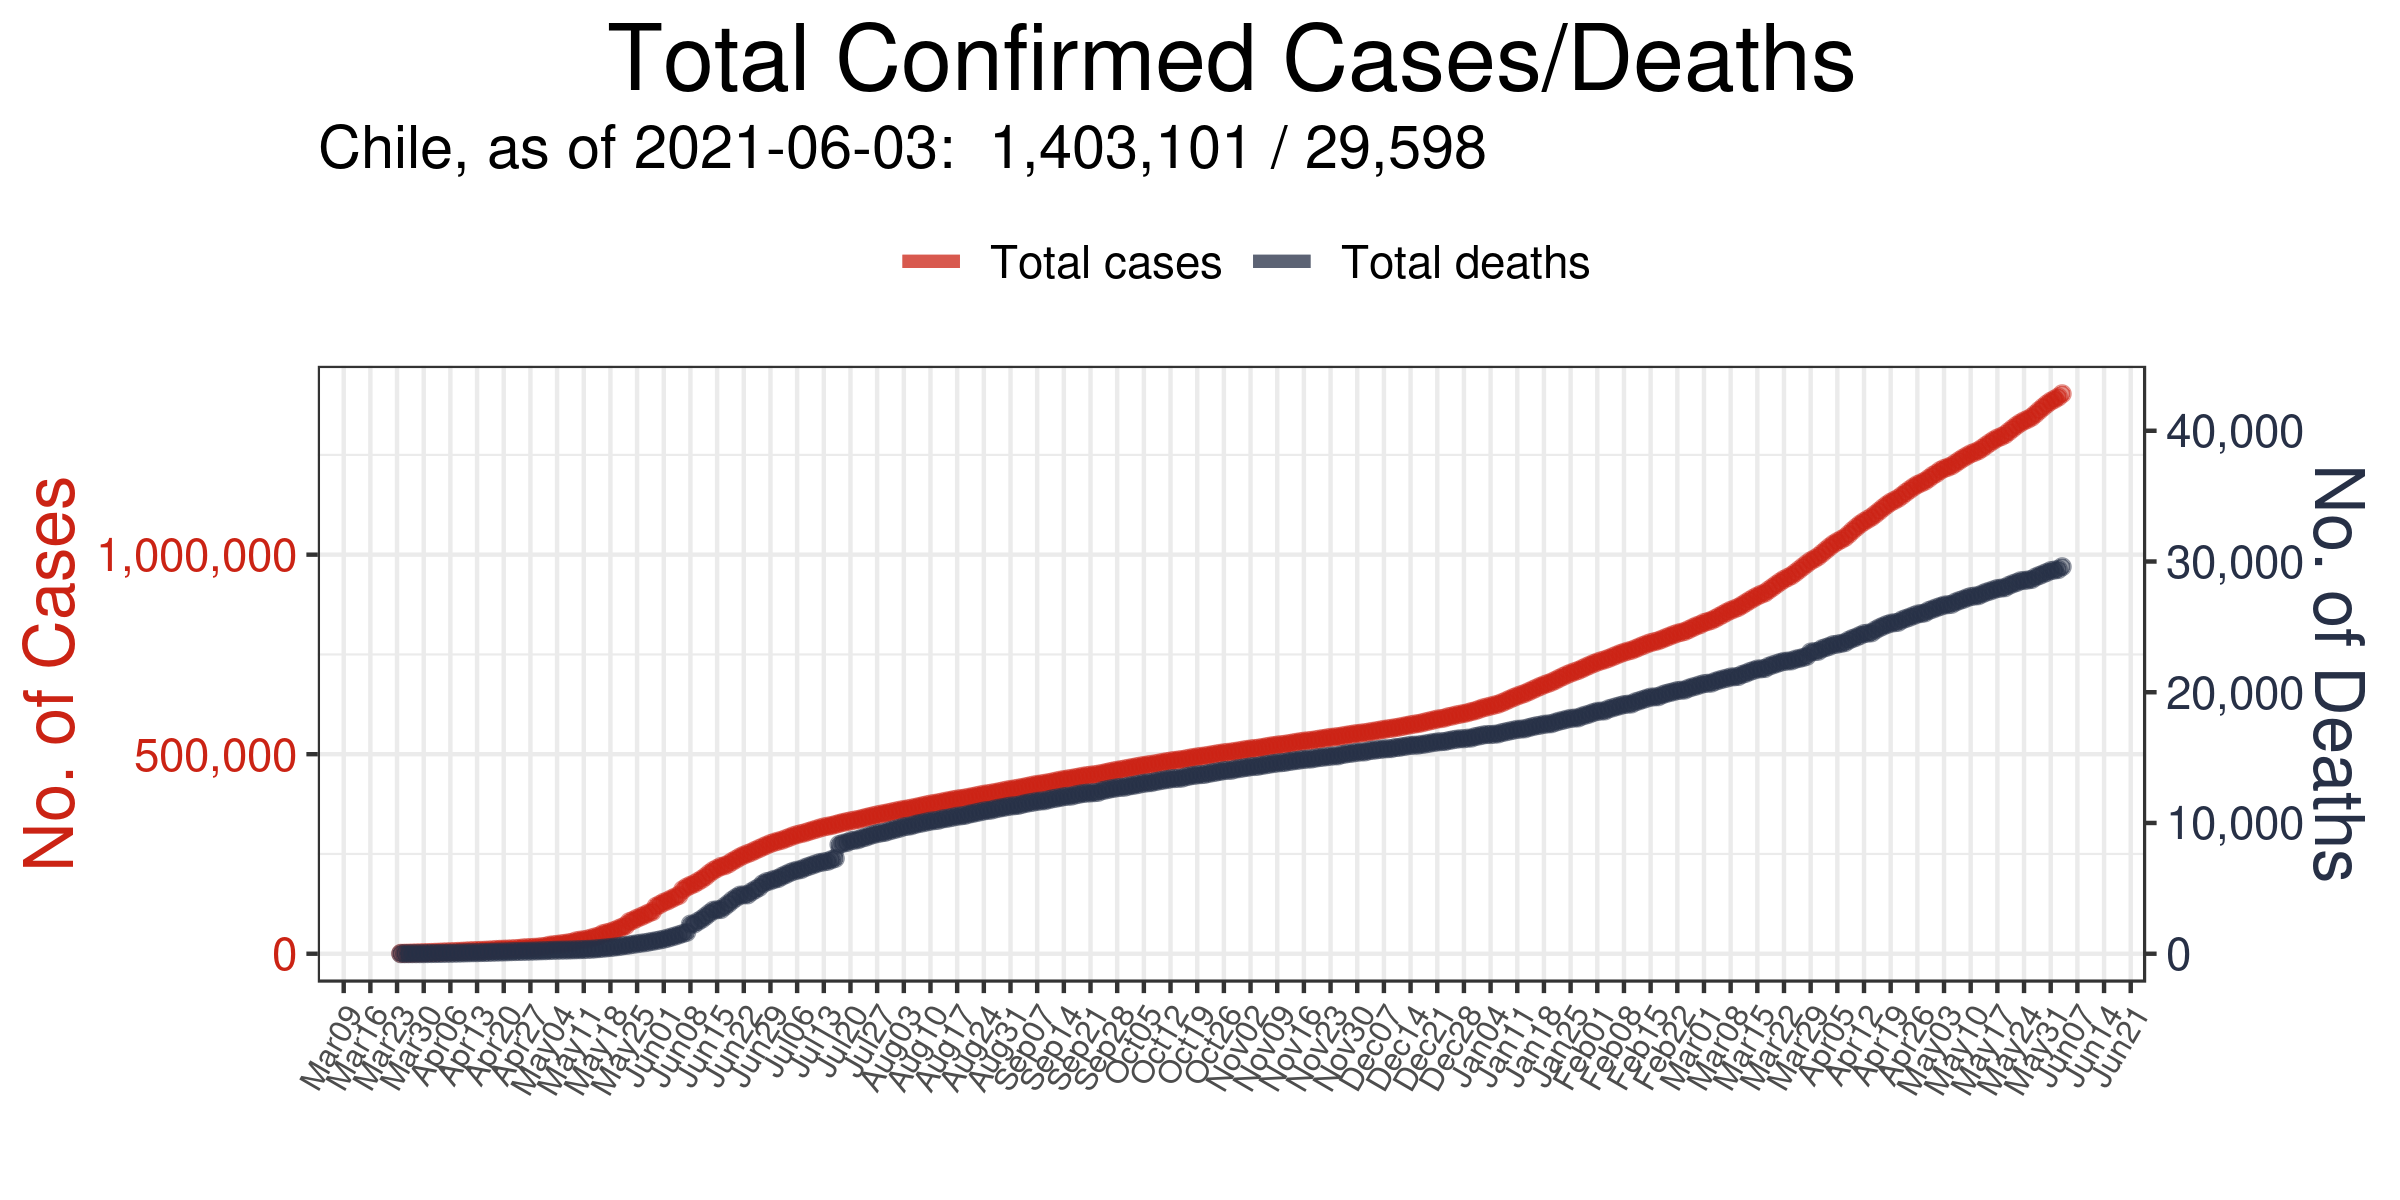 Total Confirmed Cases/Deaths
Chile, as of 2021-06-03:  1,403,101 / 29,598
Total cases
Total deaths
No. of Cases
1,000,000
500,000
0
40,000
30,000
20,000
10,000
0
No. of Deaths
Mar09
Mar16
Mar23
Mar30
Apr06
Apr13
Apr20
Apr27
May04
May11
May18
May25
Jun01
Jun08
Jun15
Jun22
Jun29
Jul06
Jul13
Jul20
Jul27
Aug03
Aug10
Aug17
Aug24
Aug31
Sep07
Sep14
Sep21
Sep28
Oct05
Oct12
Oct19
Oct26
Nov02
Nov09
Nov16
Nov23
Nov30
Dec07
Dec14
Dec21
Dec28
Jan04
Jan11
Jan18
Jan25
Feb01
Feb08
Feb15
Feb22
Mar01
Mar08
Mar15
Mar22
Mar29
Apr05
Apr12
Apr19
Apr26
May03
May10
May17
May24
May31
Jun07
Jun14
Jun21